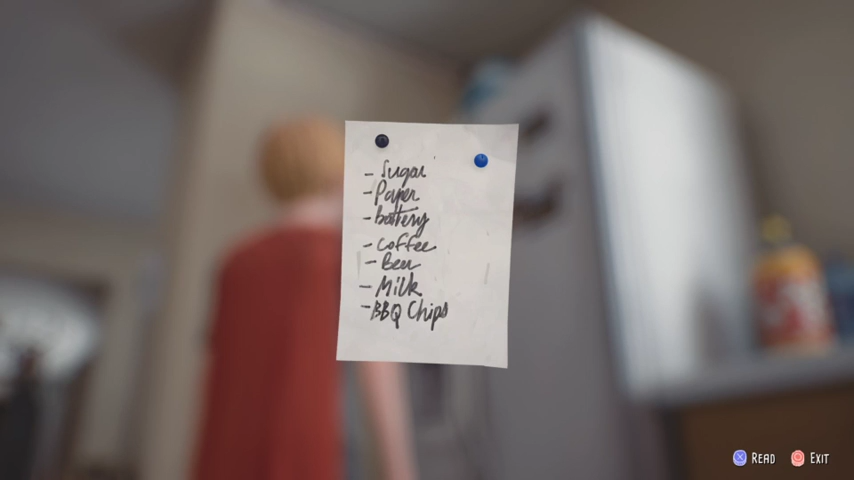 - Sugar
- Paper
- battery
- Coffee
- Beer
- Milk
- BBQ Chips
READ EXIT